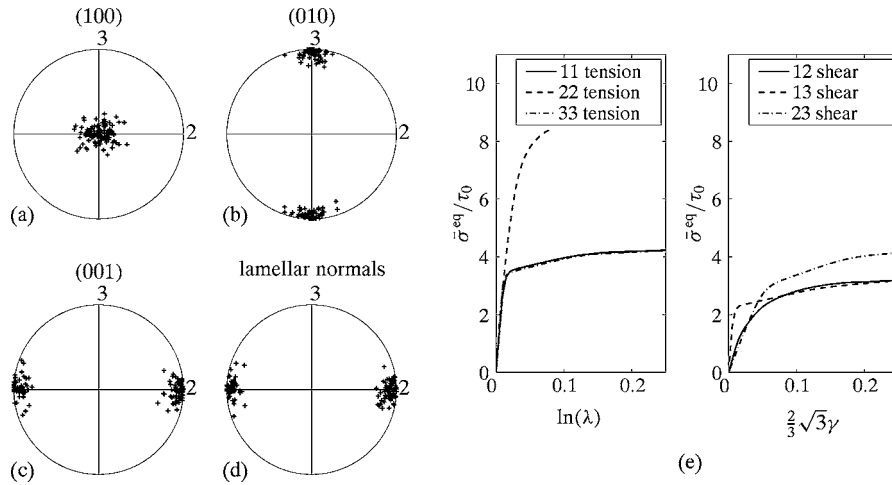 (100)
3
2
(a)
(010)
3
2
(b)
(001)
3
2
(c)
lamellar normals
3
2
(d)
10
8
6
4
2
0
σ̄^eq/τ₀
11 tension
22 tension
33 tension
0
0.1
0.2
ln(λ)
10
8
6
4
2
0
σ̄^eq/τ₀
12 shear
13 shear
23 shear
0
0.1
0.2
2/3 √3γ
(e)